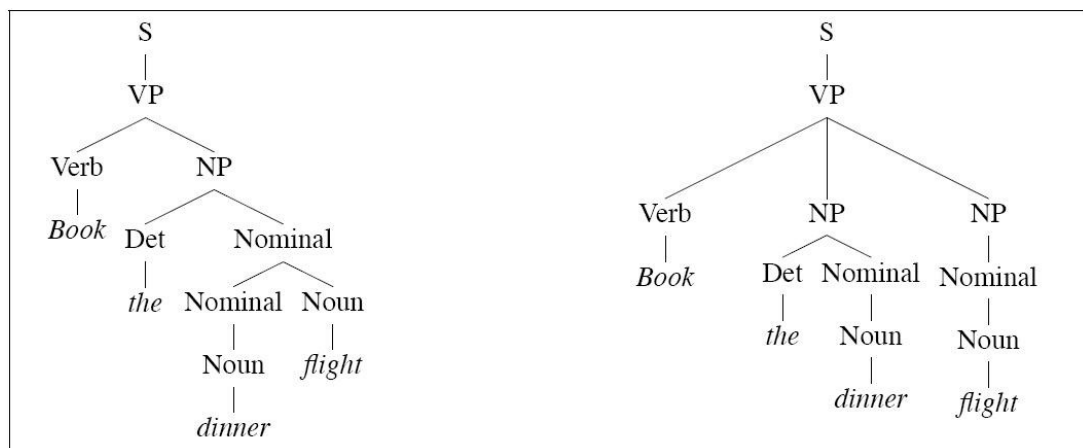 S
VP
Verb NP
Book Det Nominal
the Nominal Noun
Noun flight
dinner
S
VP
Verb NP NP
Book Det Nominal Nominal
the Noun Noun
dinner flight